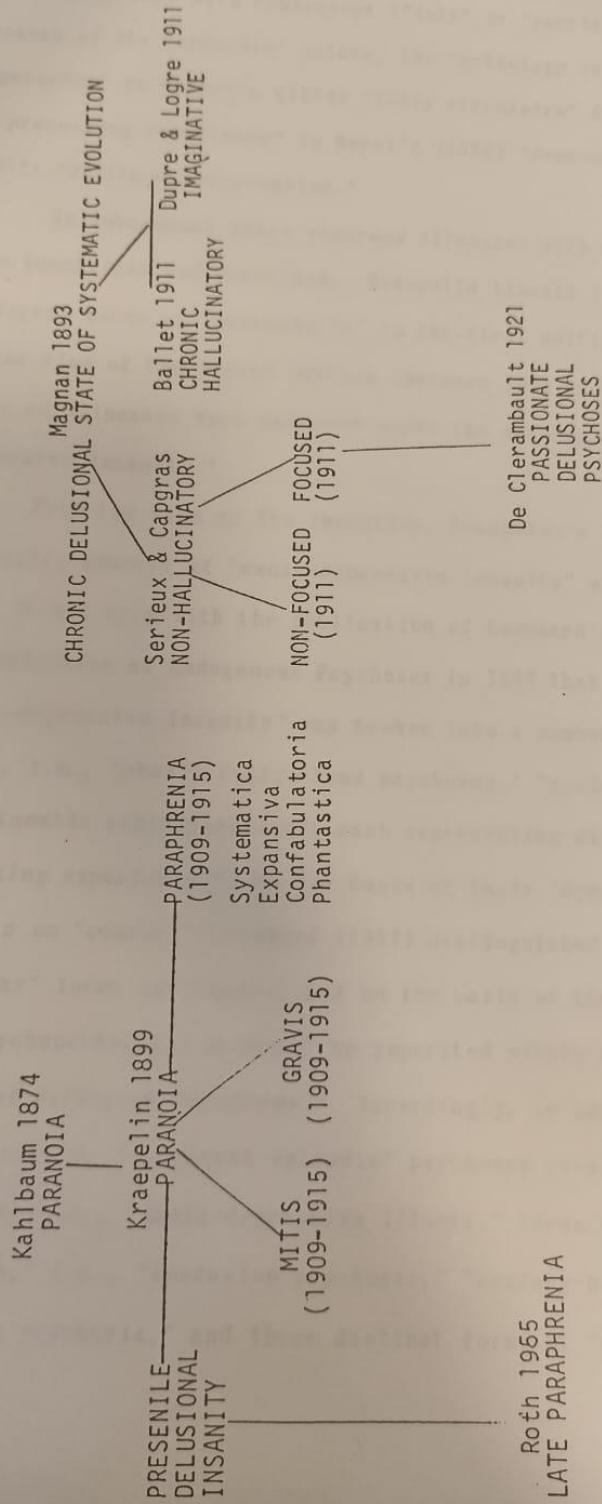 Kahlbaum 1874
PARANOIA
Kraepelin 1899
PARANOIA
PRESENILE
DELUSIONAL
INSANITY
PARAPHRENIA
(1909-1915)
Systematica
Expansiva
Confabulatoria
Phantastica
MITIS
(1909-1915)
GRAVIS
(1909-1915)
Roth 1955
LATE PARAPHRENIA
Magnan 1893
CHRONIC DELUSIONAL STATE OF SYSTEMATIC EVOLUTION
Serieux & Capgras
NON-HALLUCINATORY
Ballet 1911
CHRONIC
HALLUCINATORY
Dupre & Logre 1911
IMAGINATIVE
NON-FOCUSED
(1911)
FOCUSED
(1911)
De Clerambault 1921
PASSIONATE
DELUSIONAL
PSYCHOSES